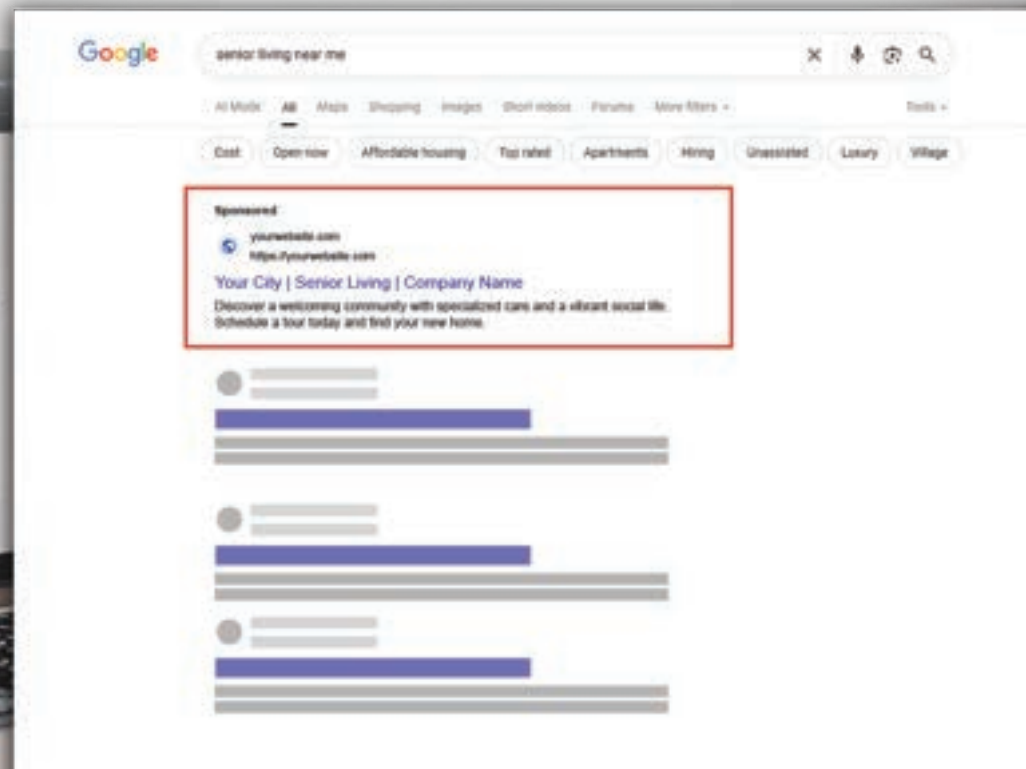 Google
senior living near me
AI Mode All Maps Shopping Images Short videos Forums More filters Tools
Cost Open now Affordable housing Top rated Apartments Hiring Unassisted Luxury Village
Sponsored
yourwebsite.com
https://yourwebsite.com
Your City | Senior Living | Company Name
Discover a welcoming community with specialized care and a vibrant social life.
Schedule a tour today and find your new home.